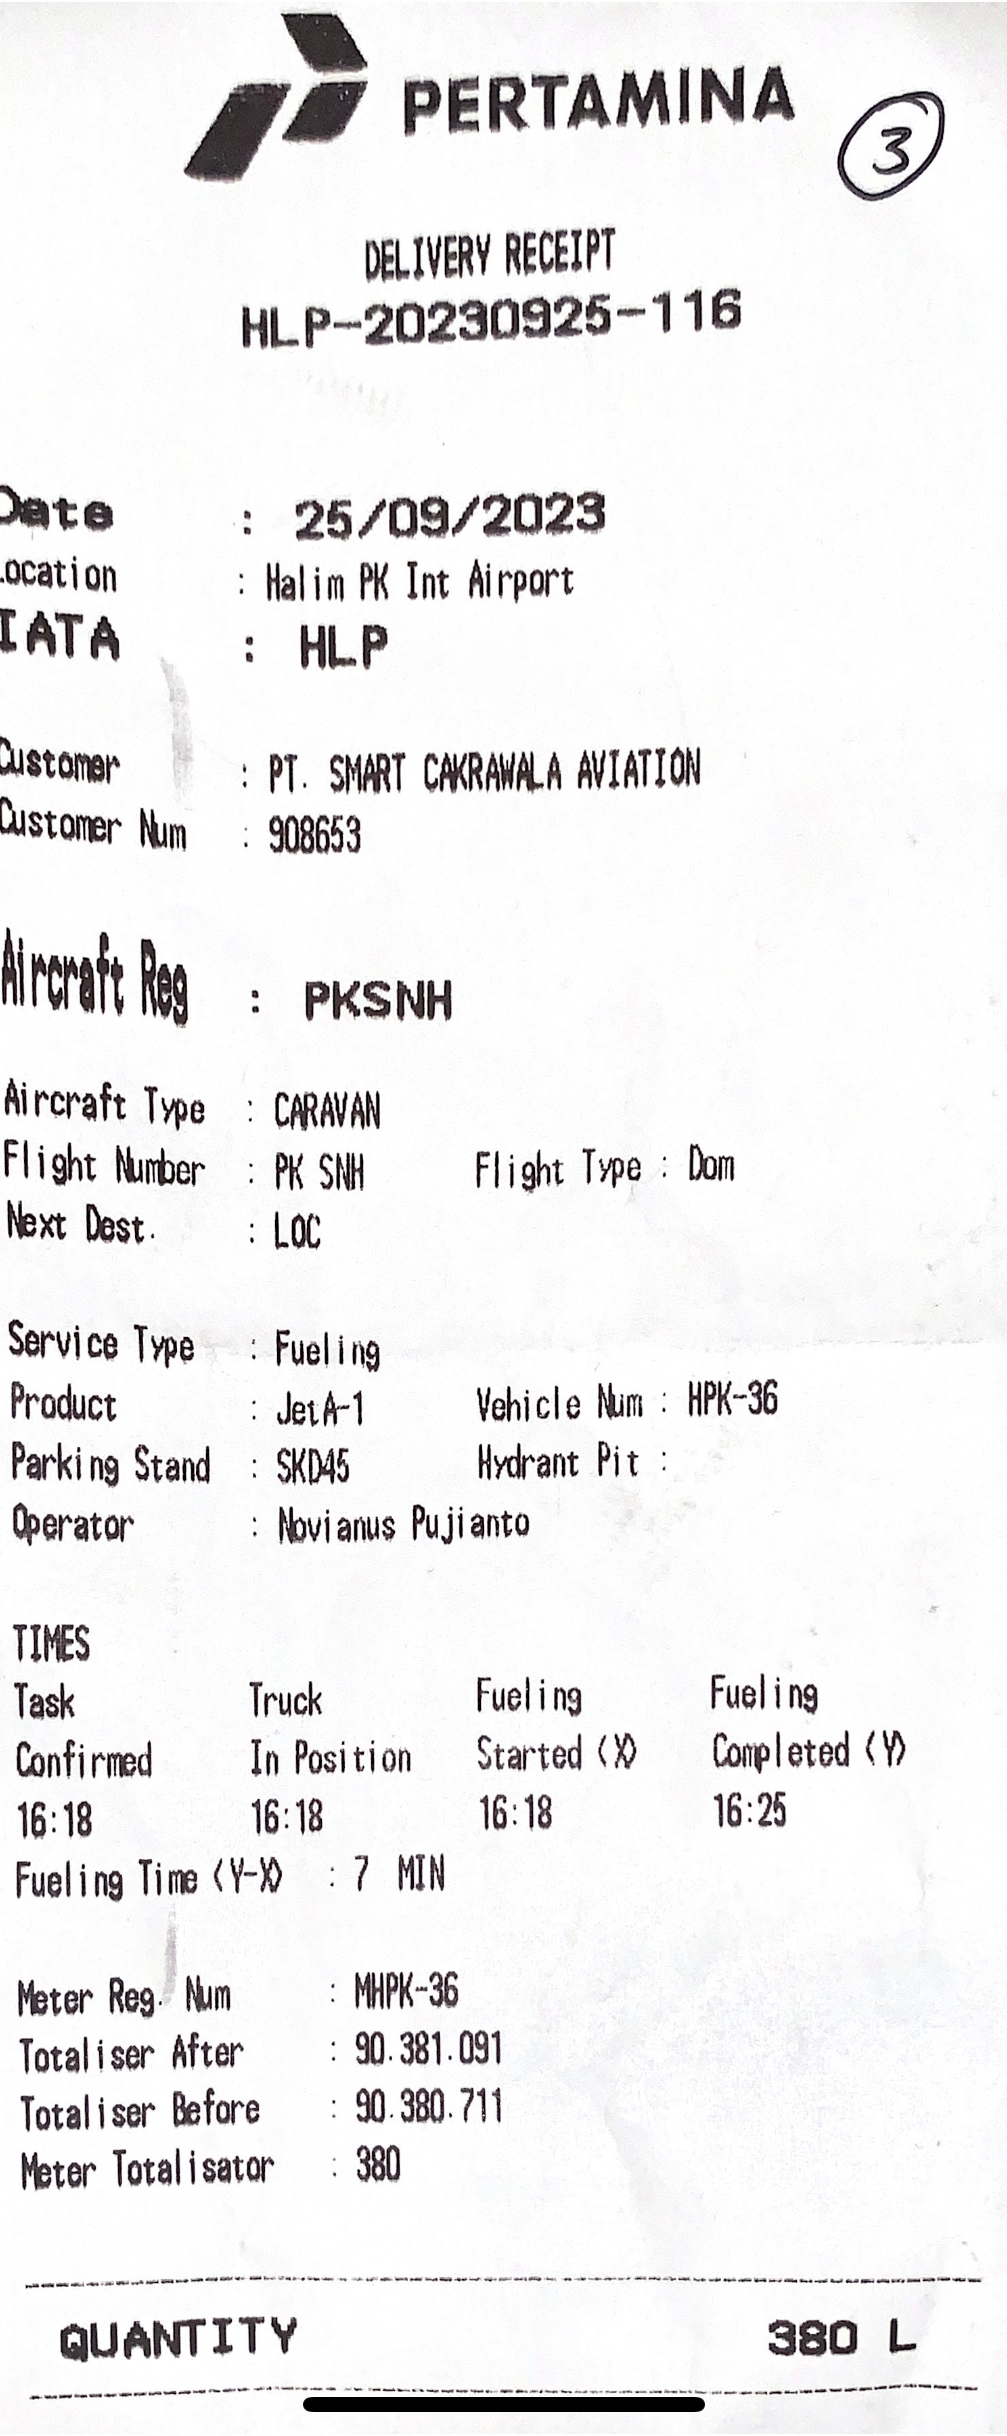 PERTAMINA
3
DELIVERY RECEIPT
HLP-20230925-116
Date : 25/09/2023
Location : Halim PK Int Airport
IATA : HLP
Customer : PT. SMART CAKRAWALA AVIATION
Customer Num : 908653
Aircraft Reg : PKSNH
Aircraft Type : CARAVAN
Flight Number : PK SNH Flight Type : Dom
Next Dest. : LOC
Service Type : Fueling
Product : JetA-1 Vehicle Num : HPK-36
Parking Stand : SKD45 Hydrant Pit :
Operator : Novianus Pujianto
TIMES
Task Truck Fueling Fueling
Confirmed In Position Started (X) Completed (Y)
16:18 16:18 16:18 16:25
Fueling Time (Y-X) : 7 MIN
Meter Reg. Num : MHPK-36
Totaliser After : 90.381.091
Totaliser Before : 90.380.711
Meter Totalisator : 380
QUANTITY 380 L